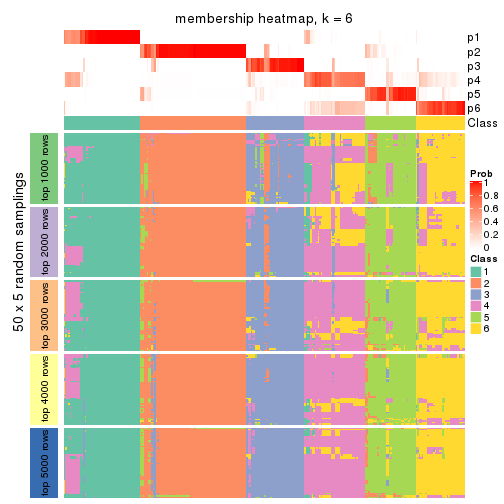 membership heatmap, k = 6
p1
p2
p3
p4
p5
p6
Class
50 x 5 random samplings
top 1000 rows
top 2000 rows
top 3000 rows
top 4000 rows
top 5000 rows
Prob
1
0.8
0.6
0.4
0.2
0
Class
1
2
3
4
5
6